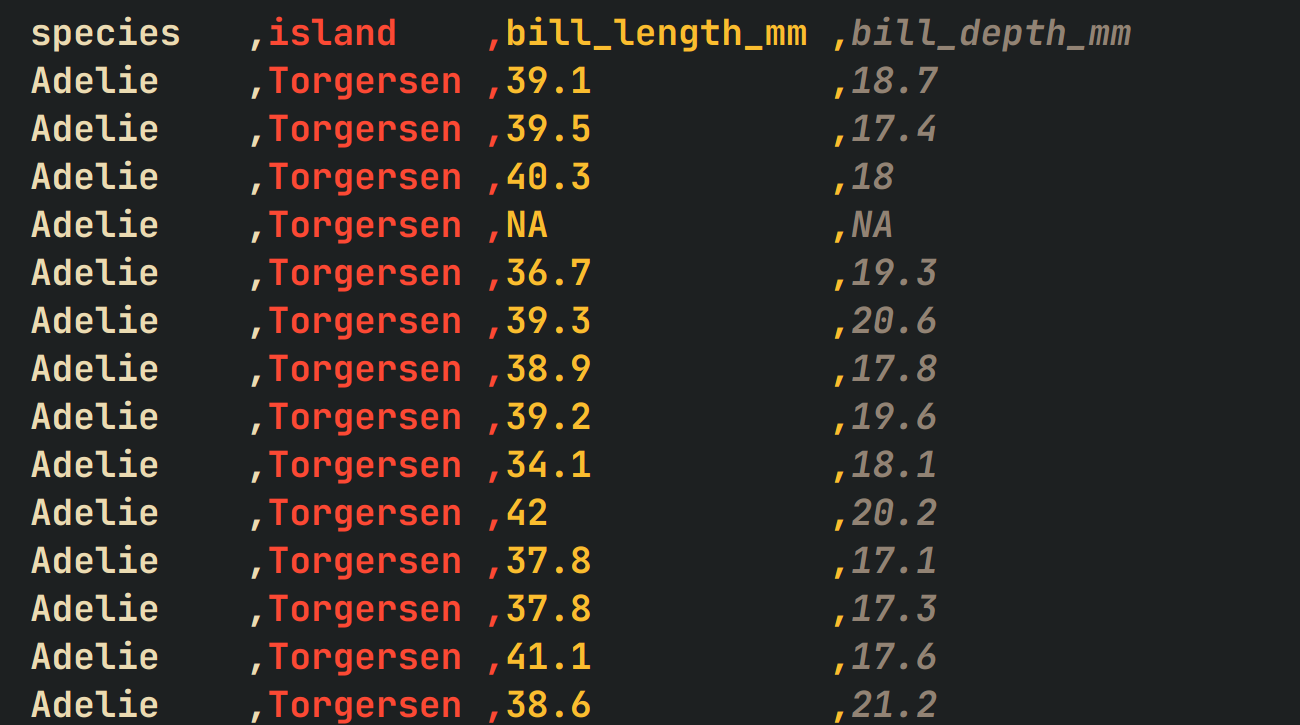 species   ,island    ,bill_length_mm ,bill_depth_mm
Adelie    ,Torgersen ,39.1           ,18.7
Adelie    ,Torgersen ,39.5           ,17.4
Adelie    ,Torgersen ,40.3           ,18
Adelie    ,Torgersen ,NA             ,NA
Adelie    ,Torgersen ,36.7           ,19.3
Adelie    ,Torgersen ,39.3           ,20.6
Adelie    ,Torgersen ,38.9           ,17.8
Adelie    ,Torgersen ,39.2           ,19.6
Adelie    ,Torgersen ,34.1           ,18.1
Adelie    ,Torgersen ,42             ,20.2
Adelie    ,Torgersen ,37.8           ,17.1
Adelie    ,Torgersen ,37.8           ,17.3
Adelie    ,Torgersen ,41.1           ,17.6
Adelie    ,Torgersen ,38.6           ,21.2